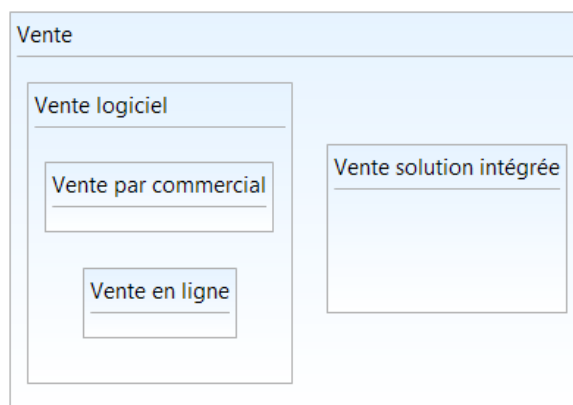 Vente
Vente logiciel
Vente par commercial
Vente en ligne
Vente solution intégrée